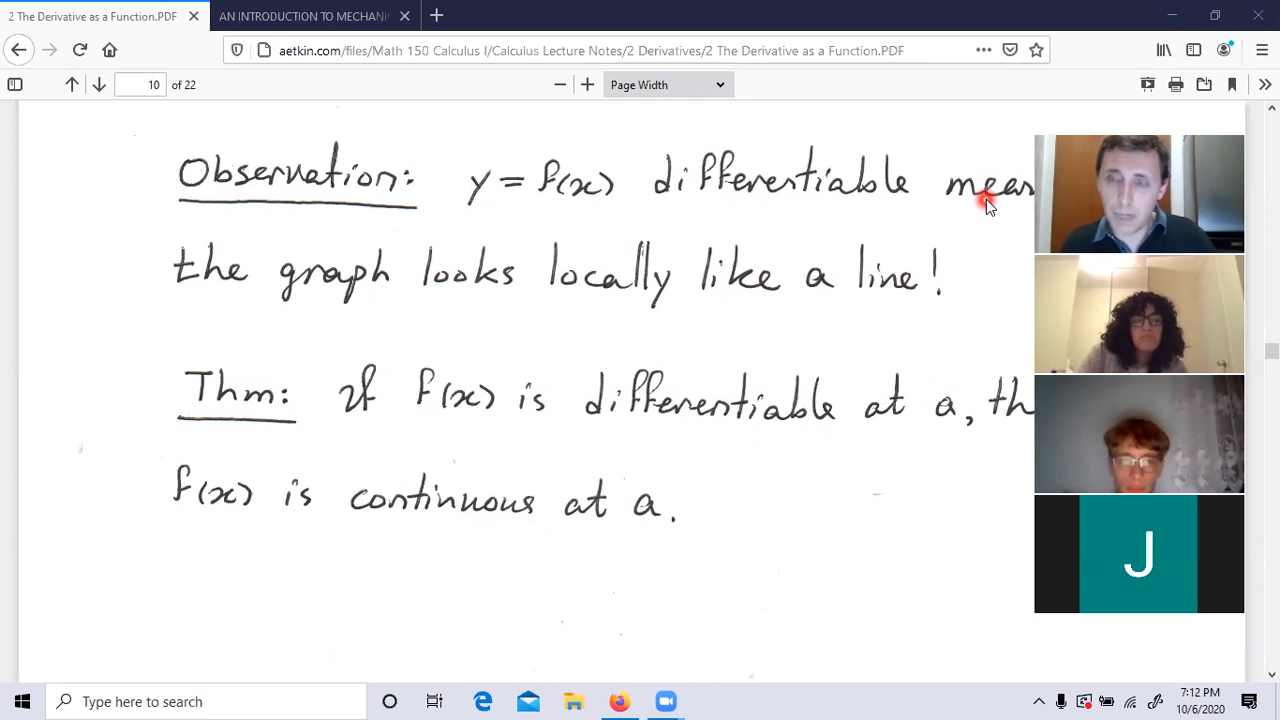 2 The Derivative as a Function.PDF
AN INTRODUCTION TO MECHANI
aetkin.com/files/Math 150 Calculus I/Calculus Lecture Notes/2 Derivatives/2 The Derivative as a Function.PDF
10 of 22
Page Width
Observation: y = f(x) differentiable mean
the graph looks locally like a line!
Thm: If f(x) is differentiable at a, th
f(x) is continuous at a.
J
Type here to search
7:12 PM
10/6/2020